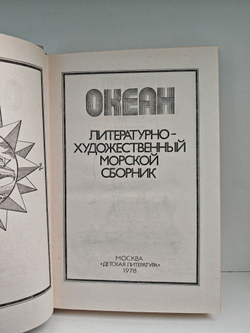 ОКЕАН
ЛИТЕРАТУРНО-
ХУДОЖЕСТВЕННЫЙ
МОРСКОЙ
СБОРНИК
МОСКВА
«ДЕТСКАЯ ЛИТЕРАТУРА»
1978